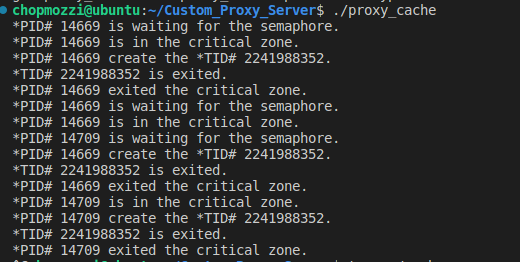 chopmozzi@ubuntu:~/Custom_Proxy_Server$ ./proxy_cache
*PID# 14669 is waiting for the semaphore.
*PID# 14669 is in the critical zone.
*PID# 14669 create the *TID# 2241988352.
*TID# 2241988352 is exited.
*PID# 14669 exited the critical zone.
*PID# 14669 is waiting for the semaphore.
*PID# 14669 is in the critical zone.
*PID# 14709 is waiting for the semaphore.
*PID# 14669 create the *TID# 2241988352.
*TID# 2241988352 is exited.
*PID# 14669 exited the critical zone.
*PID# 14709 is in the critical zone.
*PID# 14709 create the *TID# 2241988352.
*TID# 2241988352 is exited.
*PID# 14709 exited the critical zone.